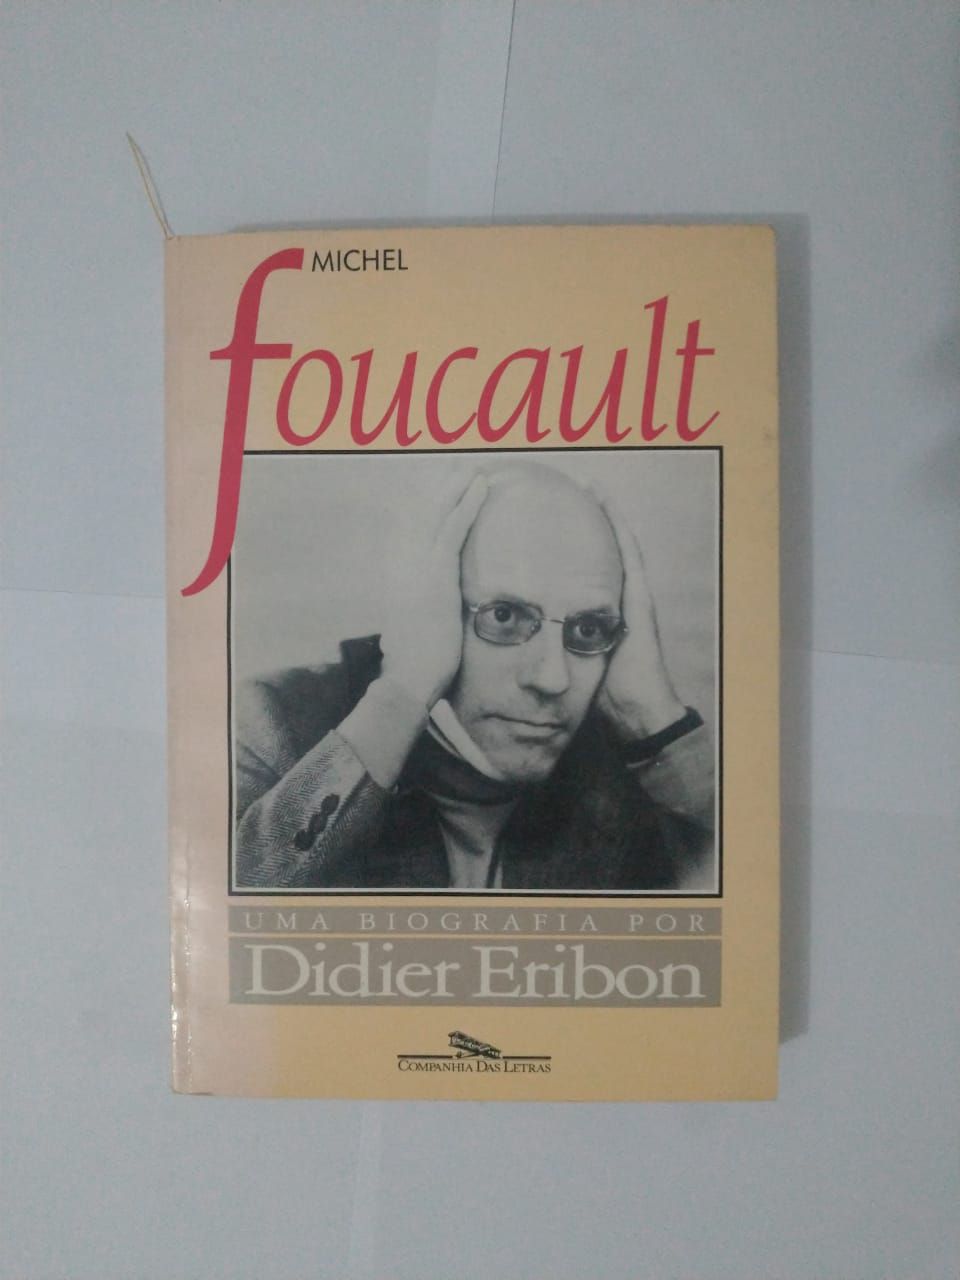 MICHEL
foucault
UMA BIOGRAFIA POR
Didier Eribon
COMPANHIA DAS LETRAS